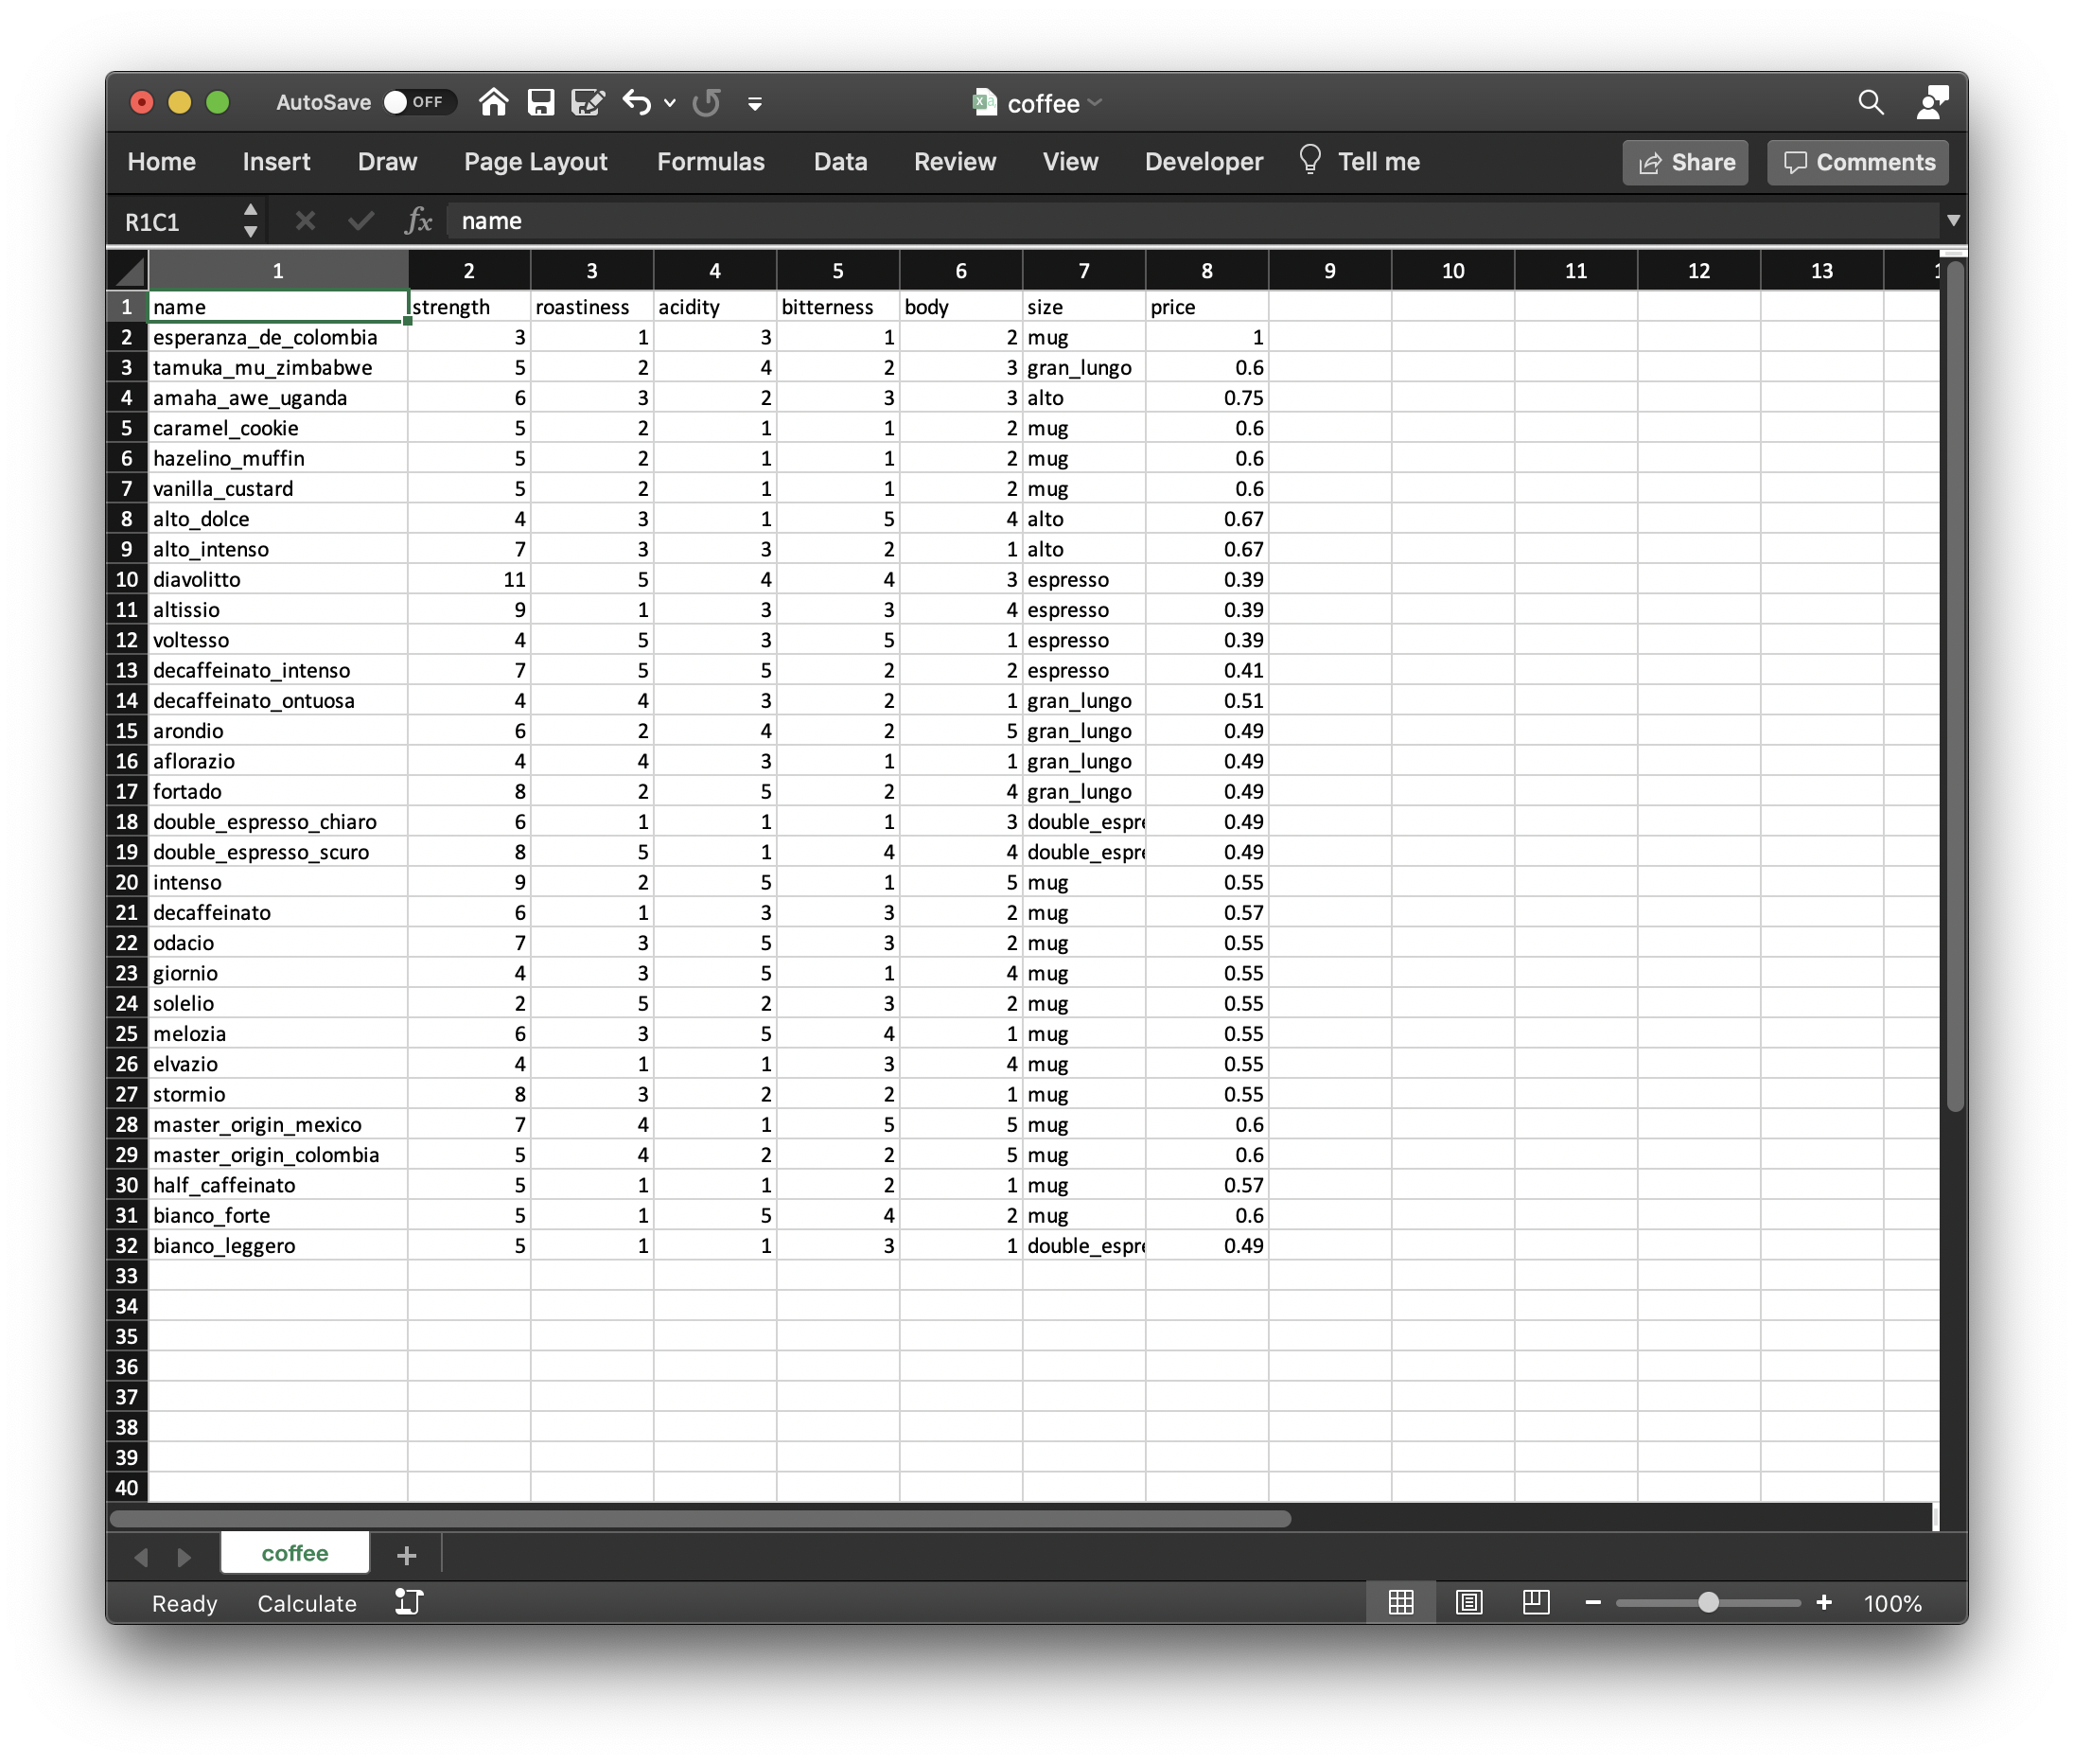 AutoSave OFF coffee
Home Insert Draw Page Layout Formulas Data Review View Developer Tell me Share Comments
R1C1 fx name
1 2 3 4 5 6 7 8 9 10 11 12 13
1 name strength roastiness acidity bitterness body size price
2 esperanza_de_colombia 3 1 3 1 2 mug 1
3 tamuka_mu_zimbabwe 5 2 4 2 3 gran_lungo 0.6
4 amaha_awe_uganda 6 3 2 3 3 alto 0.75
5 caramel_cookie 5 2 1 1 2 mug 0.6
6 hazelino_muffin 5 2 1 1 2 mug 0.6
7 vanilla_custard 5 2 1 1 2 mug 0.6
8 alto_dolce 4 3 1 5 4 alto 0.67
9 alto_intenso 7 3 3 2 1 alto 0.67
10 diavolitto 11 5 4 4 3 espresso 0.39
11 altissio 9 1 3 3 4 espresso 0.39
12 voltesso 4 5 3 5 1 espresso 0.39
13 decaffeinato_intenso 7 5 5 2 2 espresso 0.41
14 decaffeinato_ontuosa 4 4 3 2 1 gran_lungo 0.51
15 arondio 6 2 4 2 5 gran_lungo 0.49
16 aflorazio 4 4 3 1 1 gran_lungo 0.49
17 fortado 8 2 5 2 4 gran_lungo 0.49
18 double_espresso_chiaro 6 1 1 1 3 double_espre 0.49
19 double_espresso_scuro 8 5 1 4 4 double_espre 0.49
20 intenso 9 2 5 1 5 mug 0.55
21 decaffeinato 6 1 3 3 2 mug 0.57
22 odacio 7 3 5 3 2 mug 0.55
23 giornio 4 3 5 1 4 mug 0.55
24 solelio 2 5 2 3 2 mug 0.55
25 melozia 6 3 5 4 1 mug 0.55
26 elvazio 4 1 1 3 4 mug 0.55
27 stormio 8 3 2 2 1 mug 0.55
28 master_origin_mexico 7 4 1 5 5 mug 0.6
29 master_origin_colombia 5 4 2 2 5 mug 0.6
30 half_caffeinato 5 1 1 2 1 mug 0.57
31 bianco_forte 5 1 5 4 2 mug 0.6
32 bianco_leggero 5 1 1 3 1 double_espre 0.49
33
34
35
36
37
38
39
40
coffee
Ready Calculate 100%